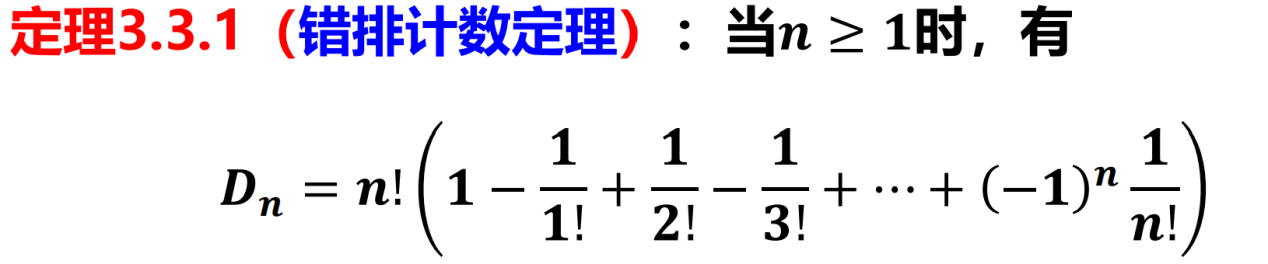 定理3.3.1（错排计数定理）：当n ≥ 1时，有
Dₙ = n! (1 − 1/1! + 1/2! − 1/3! + ⋯ + (−1)ⁿ 1/n!)